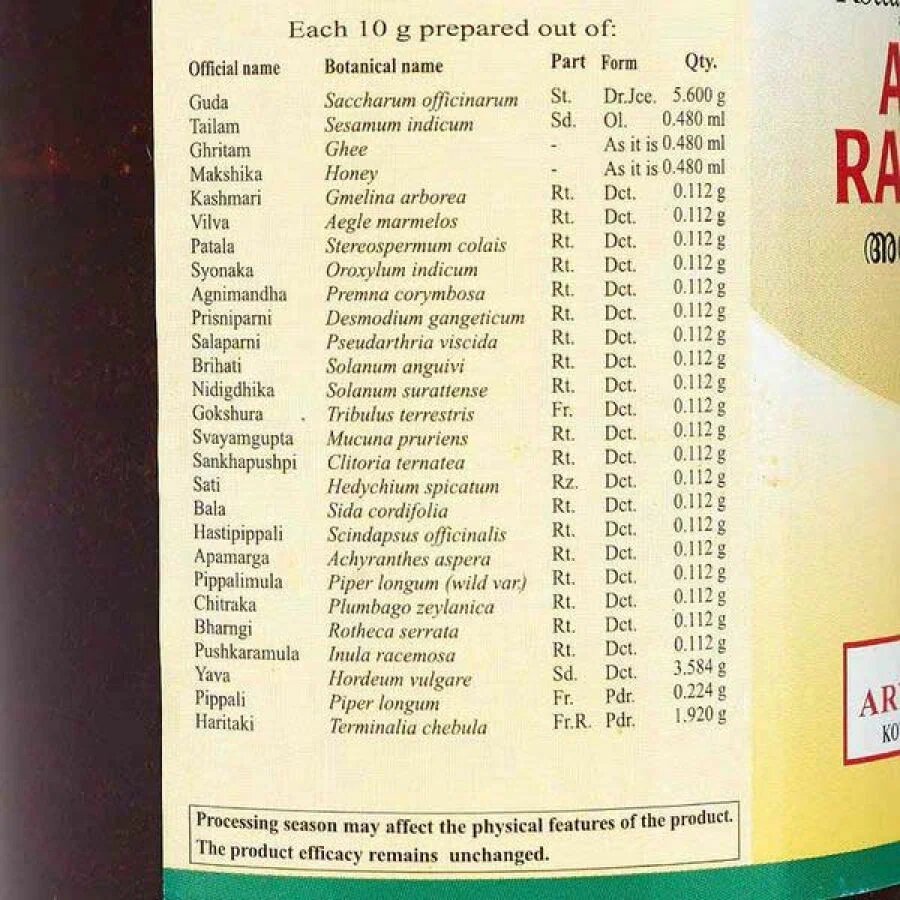 Each 10 g prepared out of:
Official name Botanical name Part Form Qty.
Guda Saccharum officinarum St. Dr.Jce. 5.600 g
Tailam Sesamum indicum Sd. Ol. 0.480 ml
Ghritam Ghee - As it is 0.480 ml
Makshika Honey - As it is 0.480 ml
Kashmari Gmelina arborea Rt. Dct. 0.112 g
Vilva Aegle marmelos Rt. Dct. 0.112 g
Patala Stereospermum colais Rt. Dct. 0.112 g
Syonaka Oroxylum indicum Rt. Dct. 0.112 g
Agnimandha Premna corymbosa Rt. Dct. 0.112 g
Prisniparni Desmodium gangeticum Rt. Dct. 0.112 g
Salaparni Pseudarthria viscida Rt. Dct. 0.112 g
Brihati Solanum anguivi Rt. Dct. 0.112 g
Nidigdhika Solanum surattense Rt. Dct. 0.112 g
Gokshura Tribulus terrestris Fr. Dct. 0.112 g
Svayamgupta Mucuna pruriens Rt. Dct. 0.112 g
Sankhapushpi Clitoria ternatea Rt. Dct. 0.112 g
Sati Hedychium spicatum Rz. Dct. 0.112 g
Bala Sida cordifolia Rt. Dct. 0.112 g
Hastipippali Scindapsus officinalis Rt. Dct. 0.112 g
Apamarga Achyranthes aspera Rt. Dct. 0.112 g
Pippalimula Piper longum (wild var.) Rt. Dct. 0.112 g
Chitraka Plumbago zeylanica Rt. Dct. 0.112 g
Bharngi Rotheca serrata Rt. Dct. 0.112 g
Pushkaramula Inula racemosa Rt. Dct. 0.112 g
Yava Hordeum vulgare Sd. Dct. 3.584 g
Pippali Piper longum Fr. Pdr. 0.224 g
Haritaki Terminalia chebula Fr.R. Pdr. 1.920 g
Processing season may affect the physical features of the product.
The product efficacy remains unchanged.
A
RA
അ
AR
KO